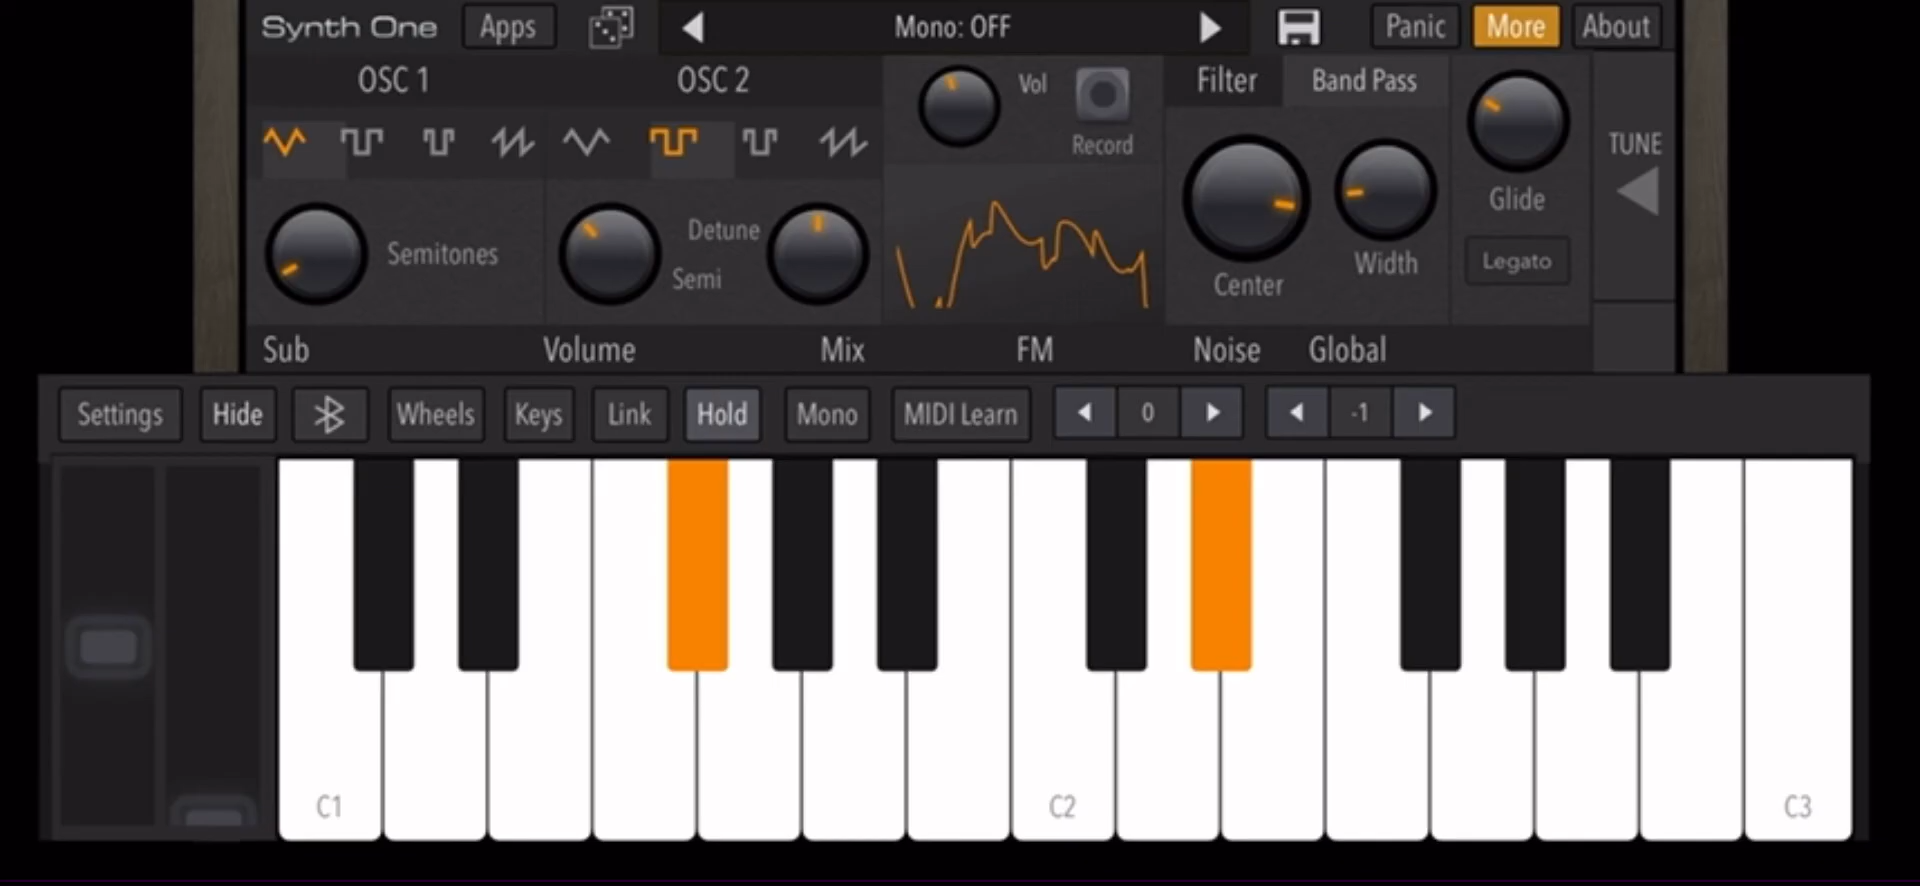 Synth One Apps Mono: OFF Panic More About
OSC 1 OSC 2 Vol Filter Band Pass
Record
TUNE
Glide
Semitones Detune
Semi
Center Width
Legato
Sub Volume Mix FM Noise Global
Settings Hide Wheels Keys Link Hold Mono MIDI Learn 0 -1
C1 C2 C3